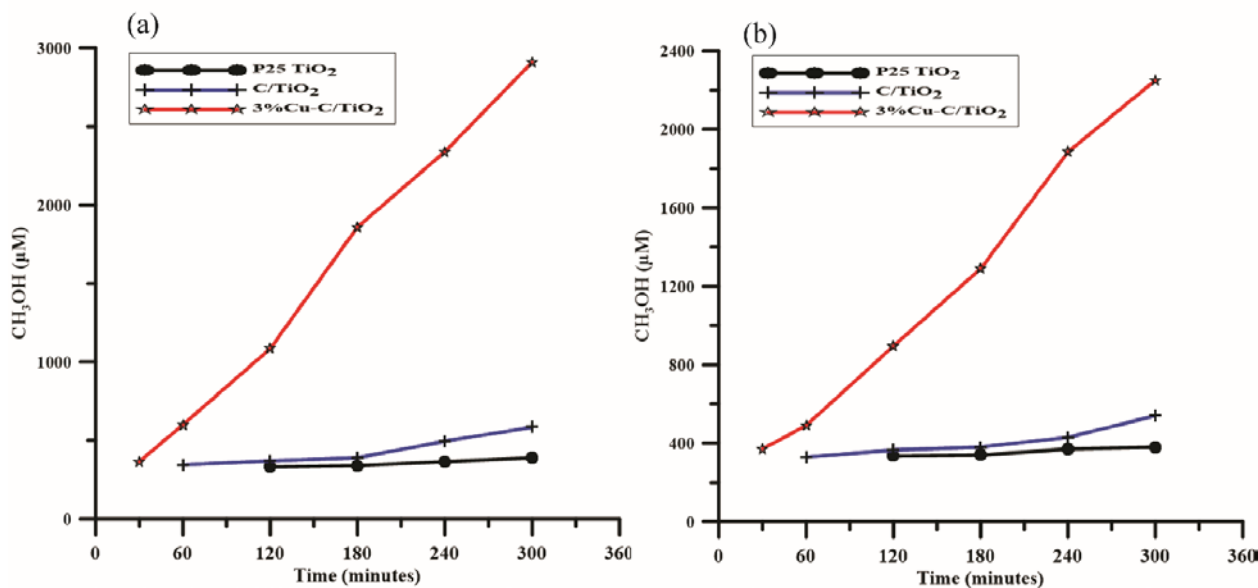 (a)
P25 TiO2
C/TiO2
3%Cu-C/TiO2
3000
2000
1000
0
CH3OH (µM)
0 60 120 180 240 300 360
Time (minutes)
(b)
P25 TiO2
C/TiO2
3%Cu-C/TiO2
2400
2000
1600
1200
800
400
0
CH3OH (µM)
0 60 120 180 240 300 360
Time (minutes)